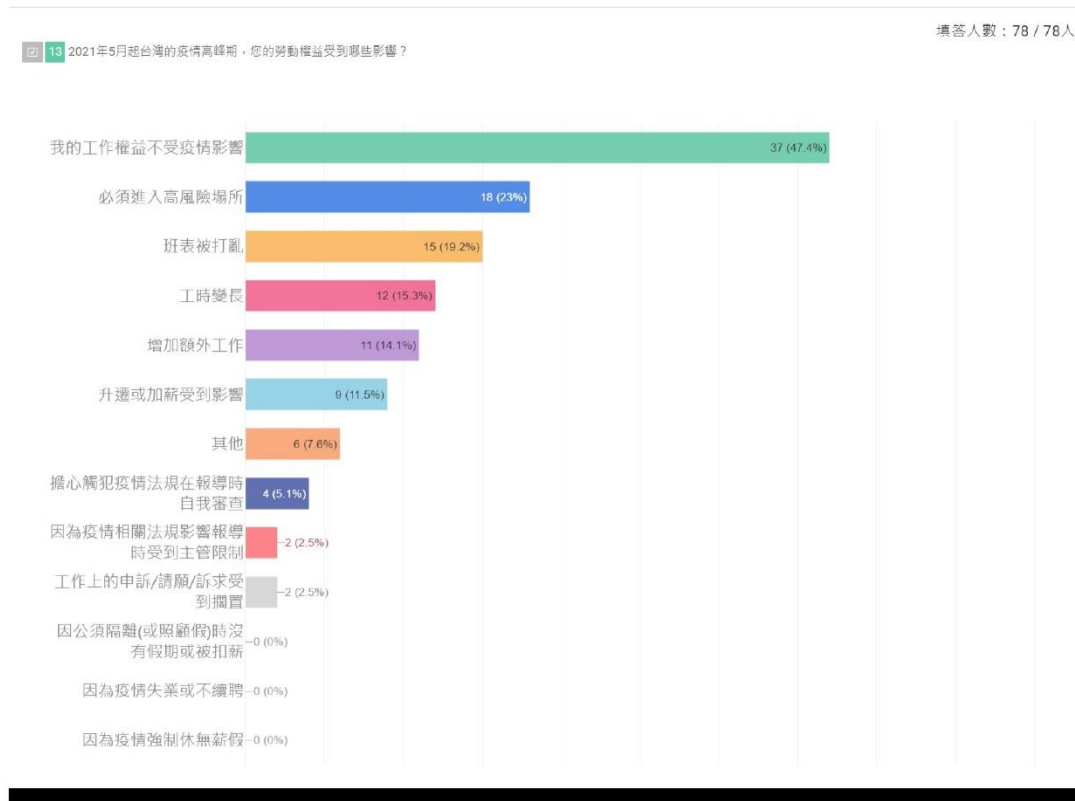 填答人數：78 / 78人
13 2021年5月起台灣的疫情高峰期，您的勞動權益受到哪些影響？
我的工作權益不受疫情影響
37 (47.4%)
必須進入高風險場所
18 (23%)
班表被打亂
15 (19.2%)
工時變長
12 (15.3%)
增加額外工作
11 (14.1%)
升遷或加薪受到影響
9 (11.5%)
其他
6 (7.6%)
擔心觸犯疫情法規在報導時
自我審查
4 (5.1%)
因為疫情相關法規影響報導
時受到主管限制
2 (2.5%)
工作上的申訴/請願/訴求受
到擱置
2 (2.5%)
因公須隔離(或照顧假)時沒
有假期或被扣薪
0 (0%)
因為疫情失業或不續聘
0 (0%)
因為疫情強制休無薪假
0 (0%)